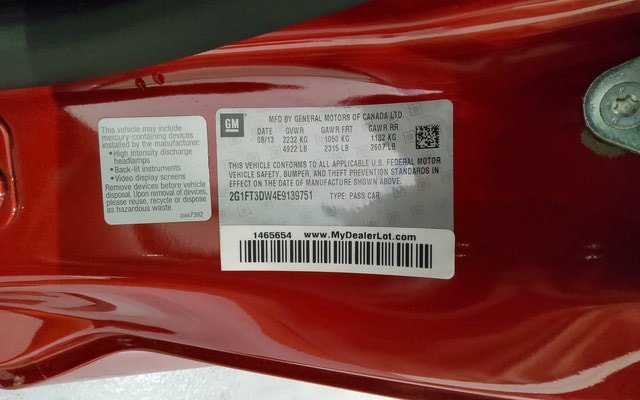 This vehicle may include
mercury-containing devices
installed by the manufacturer:
• High intensity discharge
headlamps
• Back-lit instruments
• Video display screens
Remove devices before vehicle
disposal. Upon removal of devices,
please reuse, recycle or dispose
as hazardous waste.
GM
MFD BY GENERAL MOTORS OF CANADA LTD.
DATE GVWR GAWR FRT GAWR RR
08/13 2232 KG 1050 KG 1182 KG
4922 LB 2315 LB 2607 LB
THIS VEHICLE CONFORMS TO ALL APPLICABLE U.S. FEDERAL MOTOR
VEHICLE SAFETY, BUMPER, AND THEFT PREVENTION STANDARDS
IN EFFECT ON THE DATE OF MANUFACTURE SHOWN ABOVE.
2G1FT3DW4E9139751 TYPE: PASS CAR
1465654 www.MyDealerLot.com